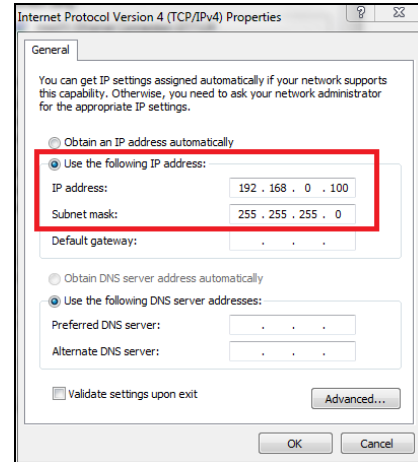 Internet Protocol Version 4 (TCP/IPv4) Properties
General
You can get IP settings assigned automatically if your network supports
this capability. Otherwise, you need to ask your network administrator
for the appropriate IP settings.
Obtain an IP address automatically
Use the following IP address:
IP address: 192 . 168 . 0 . 100
Subnet mask: 255 . 255 . 255 . 0
Default gateway: . . .
Obtain DNS server address automatically
Use the following DNS server addresses:
Preferred DNS server: . . .
Alternate DNS server: . . .
Validate settings upon exit
Advanced...
OK Cancel